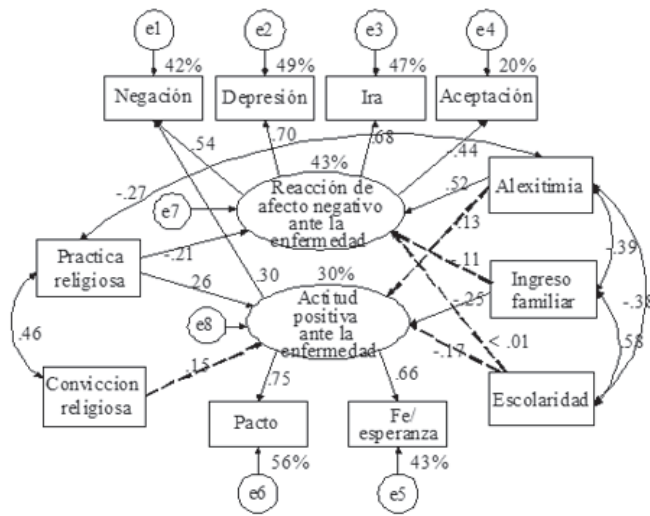 e1 e2 e3 e4
42% 49% 47% 20%
Negación Depresión Ira Aceptación
.54 .70 .68 -.44
43%
Reacción de
afecto negativo
ante la
enfermedad
e7
-.27
.52
Alexitimia
.13
Practica
religiosa
-.21
.26
.30
-.11
-.39
30%
Actitud
positiva
ante la
enfermedad
e8
Ingreso
familiar
-.25
-.38
.46
< .01
.58
-.17
.15
Conviccion
religiosa
Escolaridad
.75 .66
Pacto
Fe/
esperanza
56% 43%
e6 e5